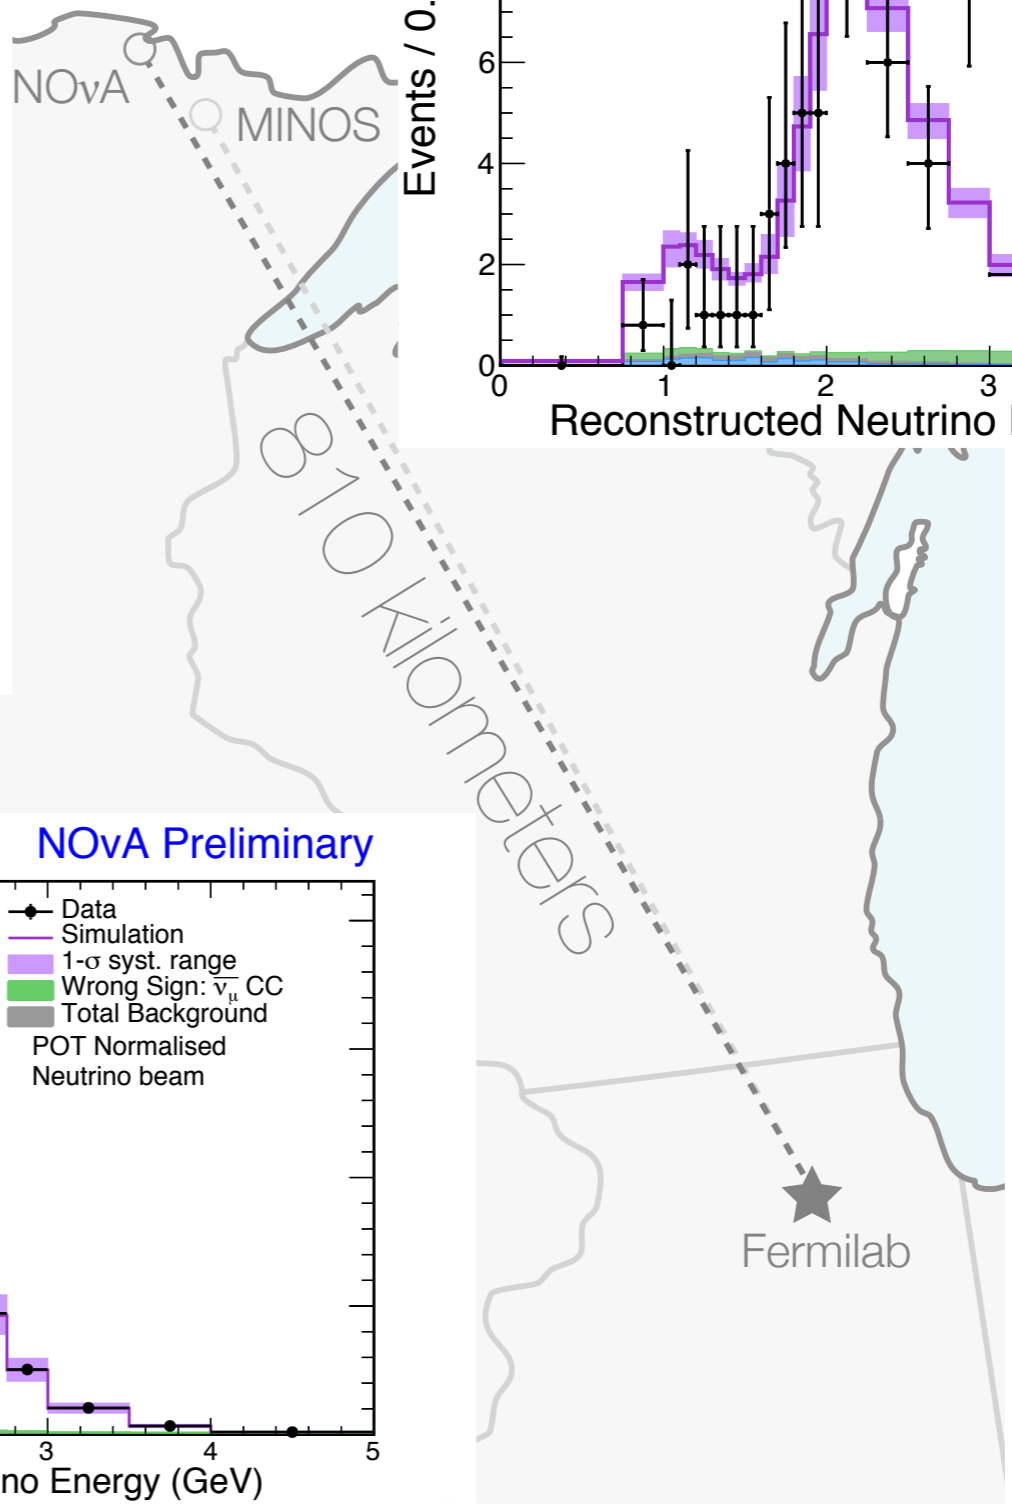 NOνA
MINOS
Events / 0.
6
4
2
0
0 1 2 3
Reconstructed Neutrino
810 kilometers
NOvA Preliminary
Data
Simulation
1-σ syst. range
Wrong Sign: ν̅μ CC
Total Background
POT Normalised
Neutrino beam
3 4 5
no Energy (GeV)
Fermilab